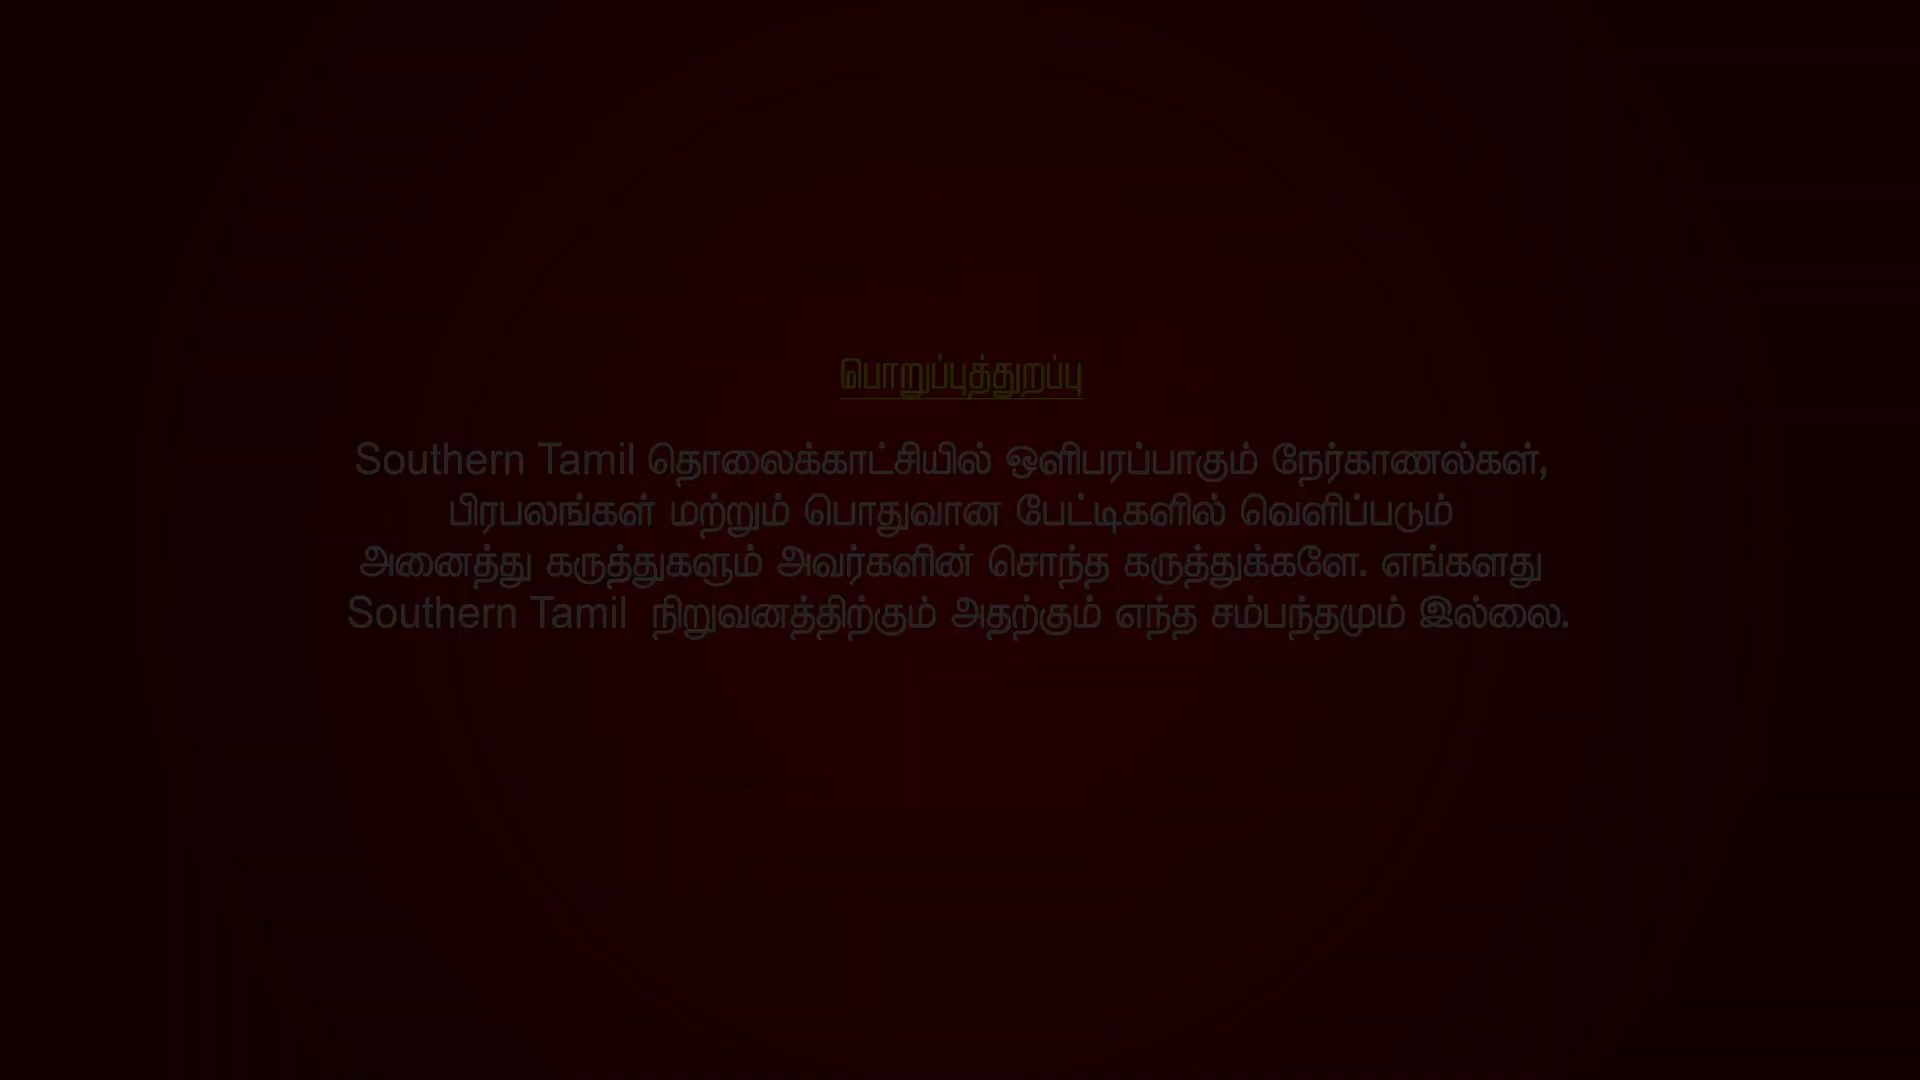 பொறுப்புத்துறப்பு
Southern Tamil தொலைக்காட்சியில் ஒளிபரப்பாகும் நேர்காணல்கள்,
பிரபலங்கள் மற்றும் பொதுவான பேட்டிகளில் வெளிப்படும்
அனைத்து கருத்துகளும் அவர்களின் சொந்த கருத்துக்களே. எங்களது
Southern Tamil நிறுவனத்திற்கும் அதற்கும் எந்த சம்பந்தமும் இல்லை.